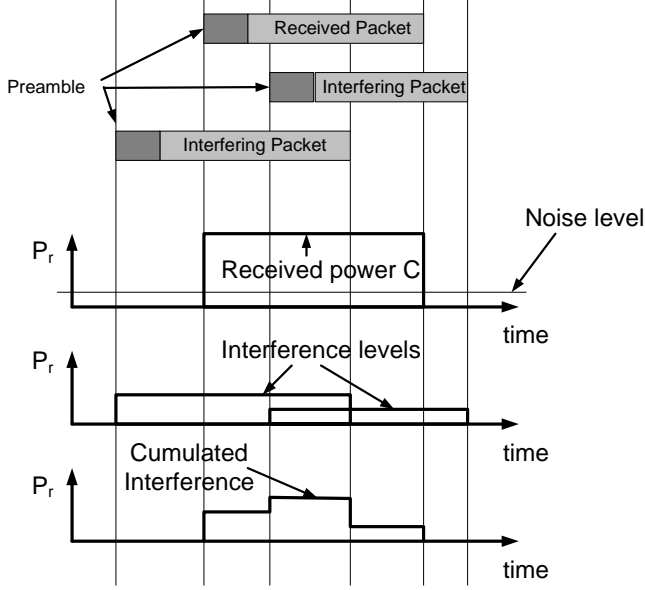 Received Packet
Preamble
Interfering Packet
Interfering Packet
Noise level
Pr
Received power C
time
Pr
Interference levels
time
Cumulated
Interference
Pr
time